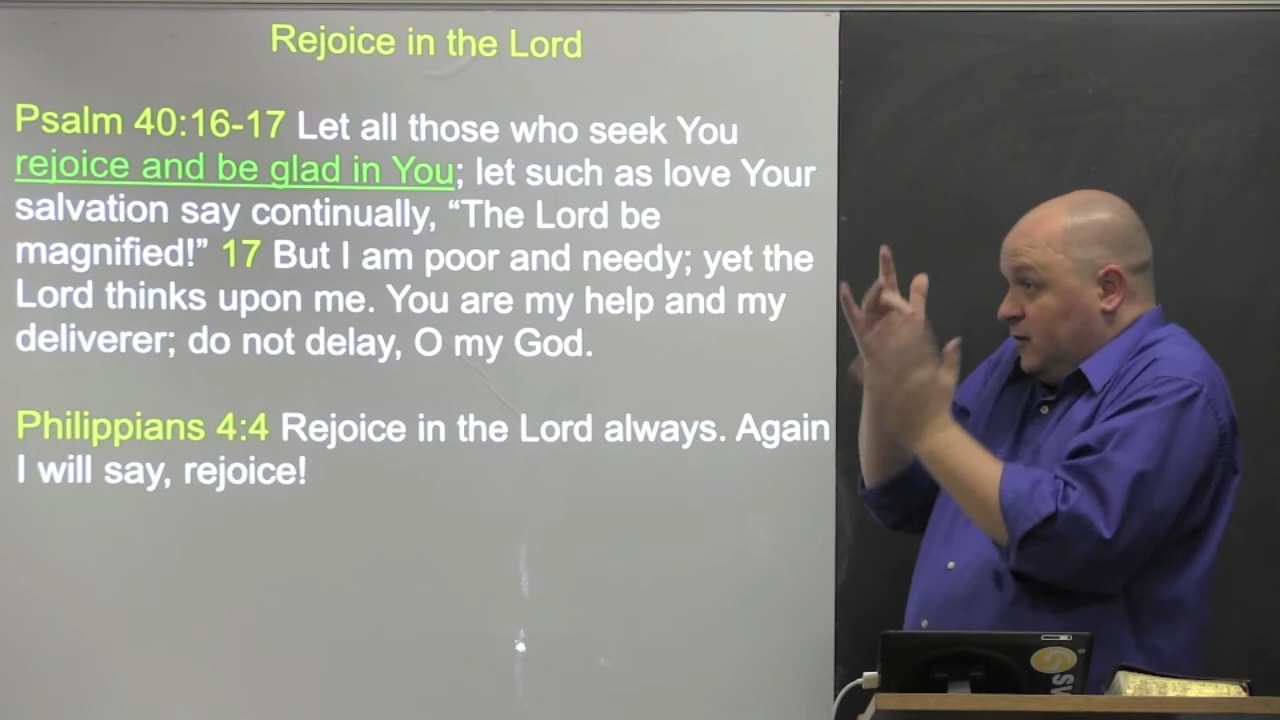 Rejoice in the Lord
Psalm 40:16-17 Let all those who seek You
rejoice and be glad in You; let such as love Your
salvation say continually, “The Lord be
magnified!” 17 But I am poor and needy; yet the
Lord thinks upon me. You are my help and my
deliverer; do not delay, O my God.
Philippians 4:4 Rejoice in the Lord always. Again
I will say, rejoice!